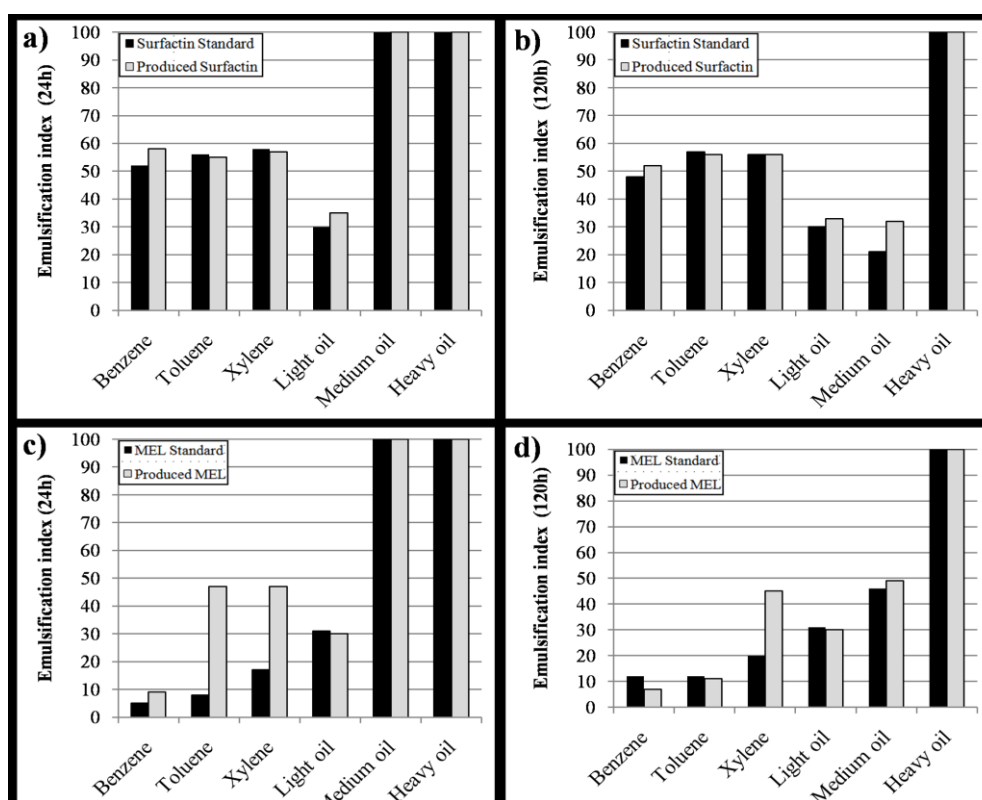 a)
Surfactin Standard
Produced Surfactin
Emulsification index (24h)
100
90
80
70
60
50
40
30
20
10
0
Benzene
Toluene
Xylene
Light oil
Medium oil
Heavy oil
b)
Surfactin Standard
Produced Surfactin
Emulsification index (120h)
100
90
80
70
60
50
40
30
20
10
0
Benzene
Toluene
Xylene
Light oil
Medium oil
Heavy oil
c)
MEL Standard
Produced MEL
Emulsification index (24h)
100
90
80
70
60
50
40
30
20
10
0
Benzene
Toluene
Xylene
Light oil
Medium oil
Heavy oil
d)
MEL Standard
Produced MEL
Emulsification index (120h)
100
90
80
70
60
50
40
30
20
10
0
Benzene
Toluene
Xylene
Light oil
Medium oil
Heavy oil